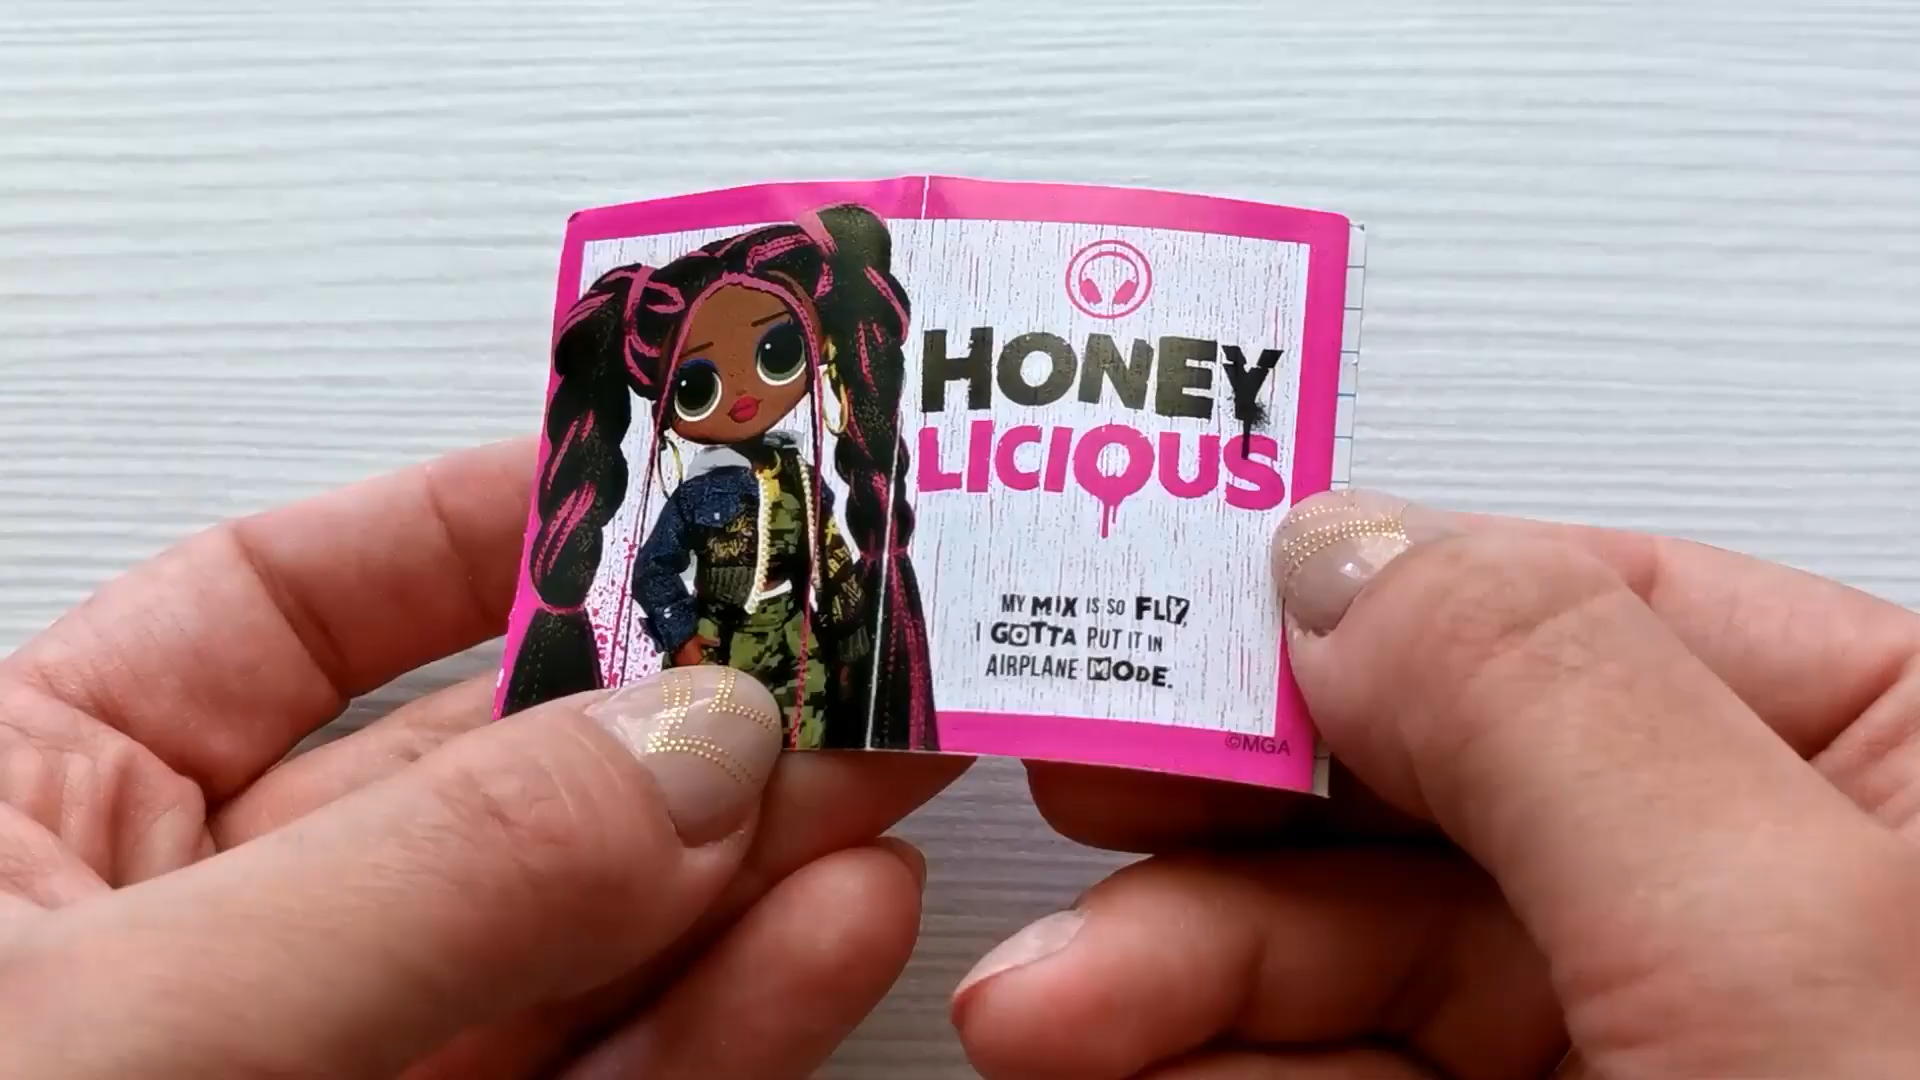 HONEY
LICIOUS
MY MIX IS SO FLY,
I GOTTA PUT IT IN
AIRPLANE MODE.
©MGA